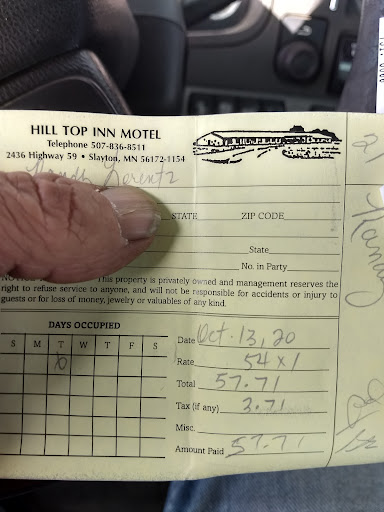 HILL TOP INN MOTEL
Telephone 507-836-8511
2436 Highway 59 • Slayton, MN 56172-1154
Lorentz
STATE ZIP CODE
State
No. in Party
This property is privately owned and management reserves the
right to refuse service to anyone, and will not be responsible for accidents or injury to
guests or for loss of money, jewelry or valuables of any kind.
DAYS OCCUPIED
S M T W T F S
Date Oct. 13, 20
Rate 54 x 1
Total 57.71
Tax (if any) 3.71
Misc.
Amount Paid 57.71